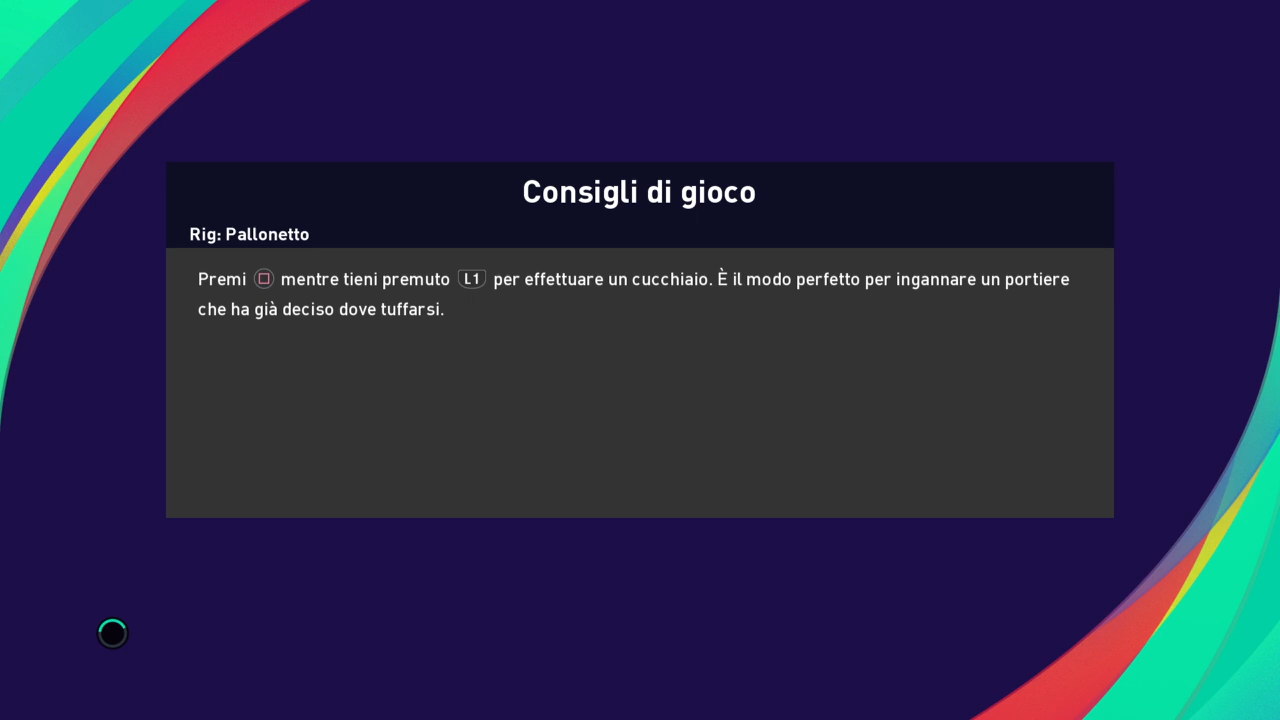 Consigli di gioco
Rig: Pallonetto
Premi □ mentre tieni premuto L1 per effettuare un cucchiaio. È il modo perfetto per ingannare un portiere
che ha già deciso dove tuffarsi.